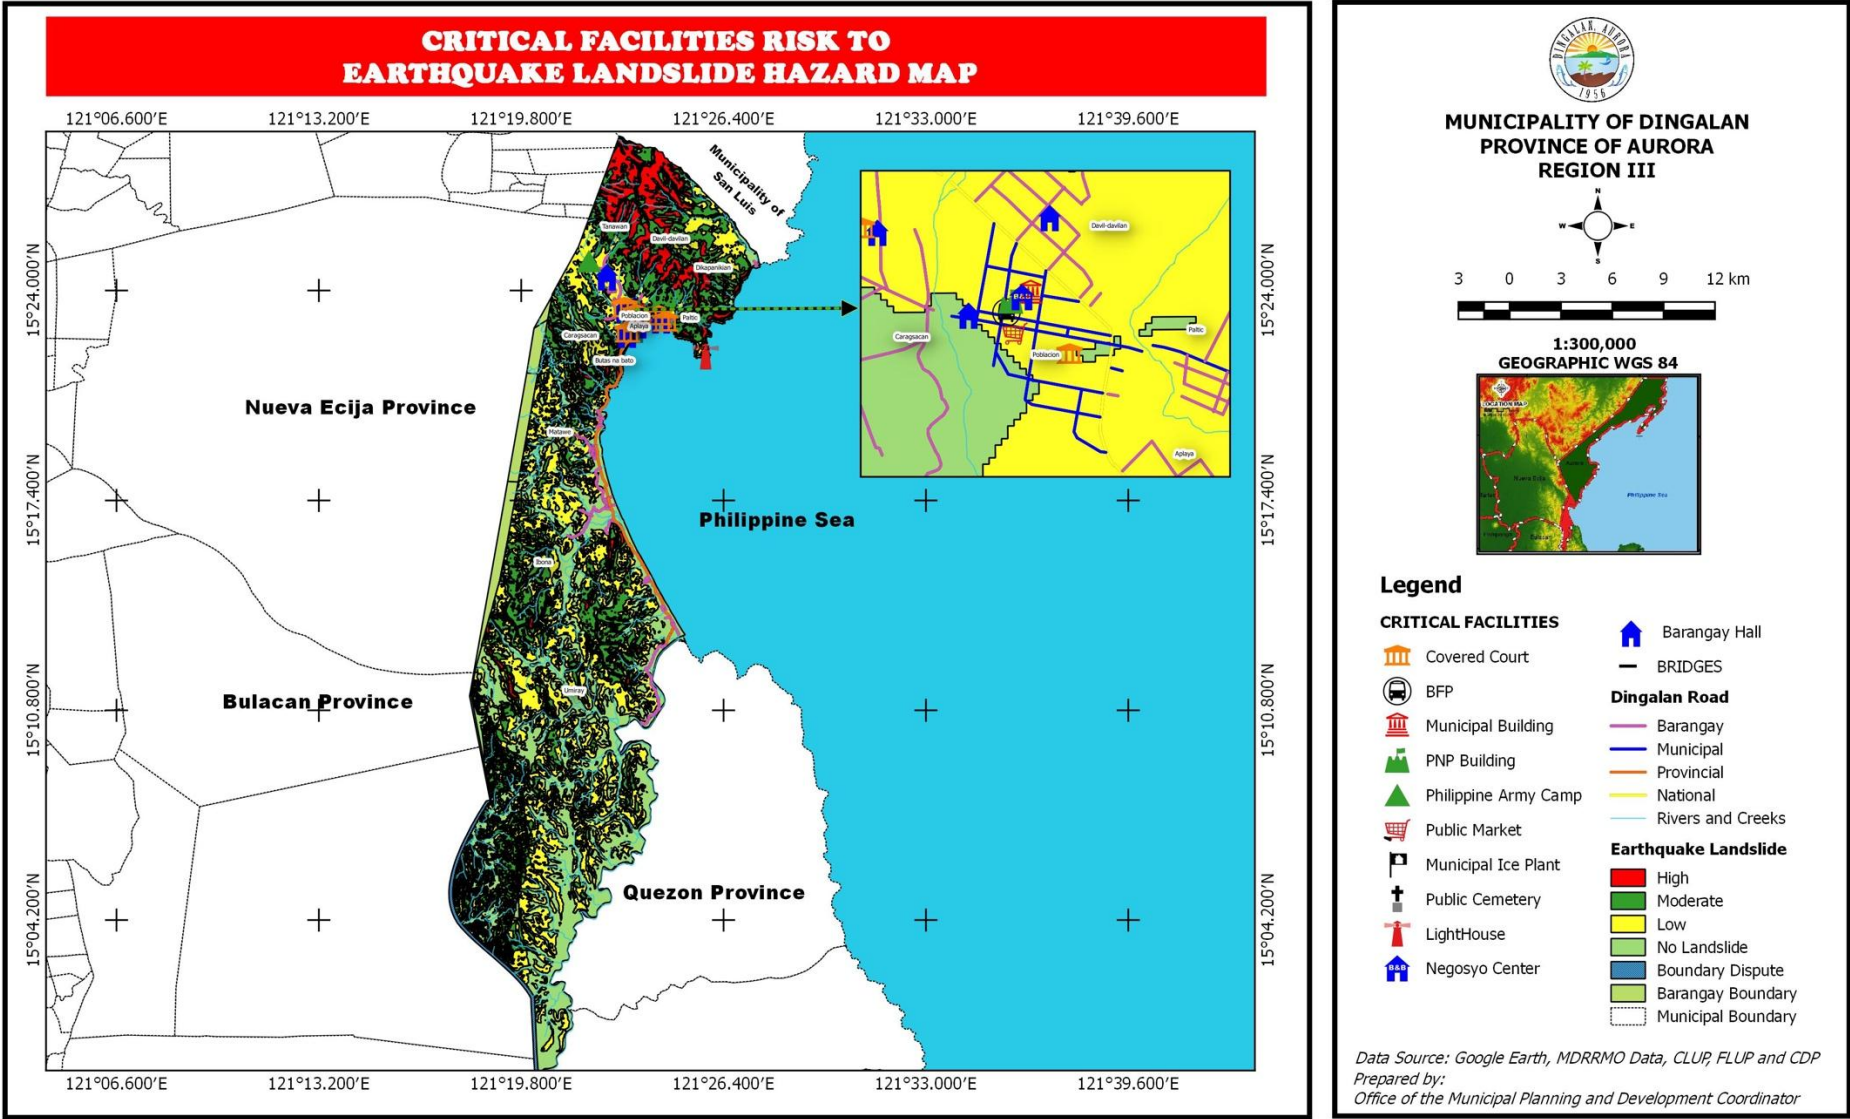 CRITICAL FACILITIES RISK TO
EARTHQUAKE LANDSLIDE HAZARD MAP
121°06.600′E 121°13.200′E 121°19.800′E 121°26.400′E 121°33.000′E 121°39.600′E
15°24.000′N
15°17.400′N
15°10.800′N
15°04.200′N
Municipality of
San Luis
Tanawan
Davil-davilan
Dikapanikian
Poblacion
Paltic
Aplaya
Caragsacan
Butas na bato
Matawe
Ibona
Umiray
Nueva Ecija Province
Bulacan Province
Philippine Sea
Quezon Province
Davil-davilan
B&B
Caragsacan
Paltic
Poblacion
Aplaya
15°24.000′N
15°17.400′N
15°10.800′N
15°04.200′N
121°06.600′E 121°13.200′E 121°19.800′E 121°26.400′E 121°33.000′E 121°39.600′E
DINGALAN, AURORA
1956
MUNICIPALITY OF DINGALAN
PROVINCE OF AURORA
REGION III
N
W E
S
3 0 3 6 9 12 km
1:300,000
GEOGRAPHIC WGS 84
LOCATION MAP
Nueva Ecija
Philippine Sea
Legend
CRITICAL FACILITIES
Covered Court
BFP
Municipal Building
PNP Building
Philippine Army Camp
Public Market
Municipal Ice Plant
Public Cemetery
LightHouse
B&B
Negosyo Center
Barangay Hall
BRIDGES
Dingalan Road
Barangay
Municipal
Provincial
National
Rivers and Creeks
Earthquake Landslide
High
Moderate
Low
No Landslide
Boundary Dispute
Barangay Boundary
Municipal Boundary
Data Source: Google Earth, MDRRMO Data, CLUP, FLUP and CDP
Prepared by:
Office of the Municipal Planning and Development Coordinator